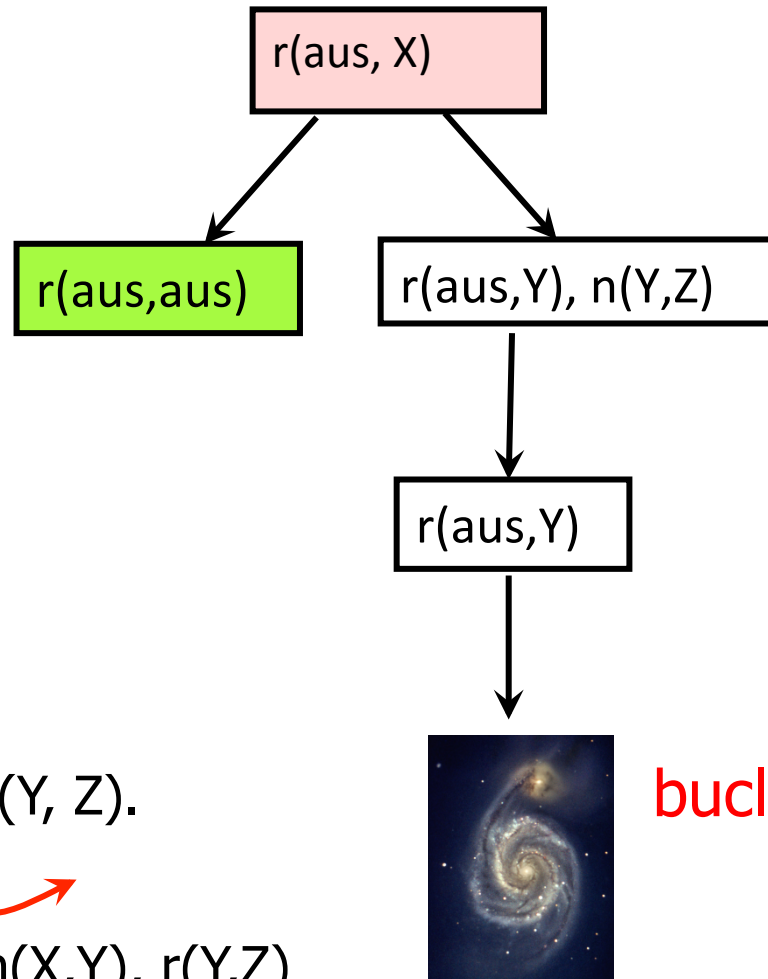 r(aus, X)
r(aus,aus)
r(aus,Y), n(Y,Z)
r(aus,Y)
(Y, Z).
bucl
n(X,Y), r(Y,Z)